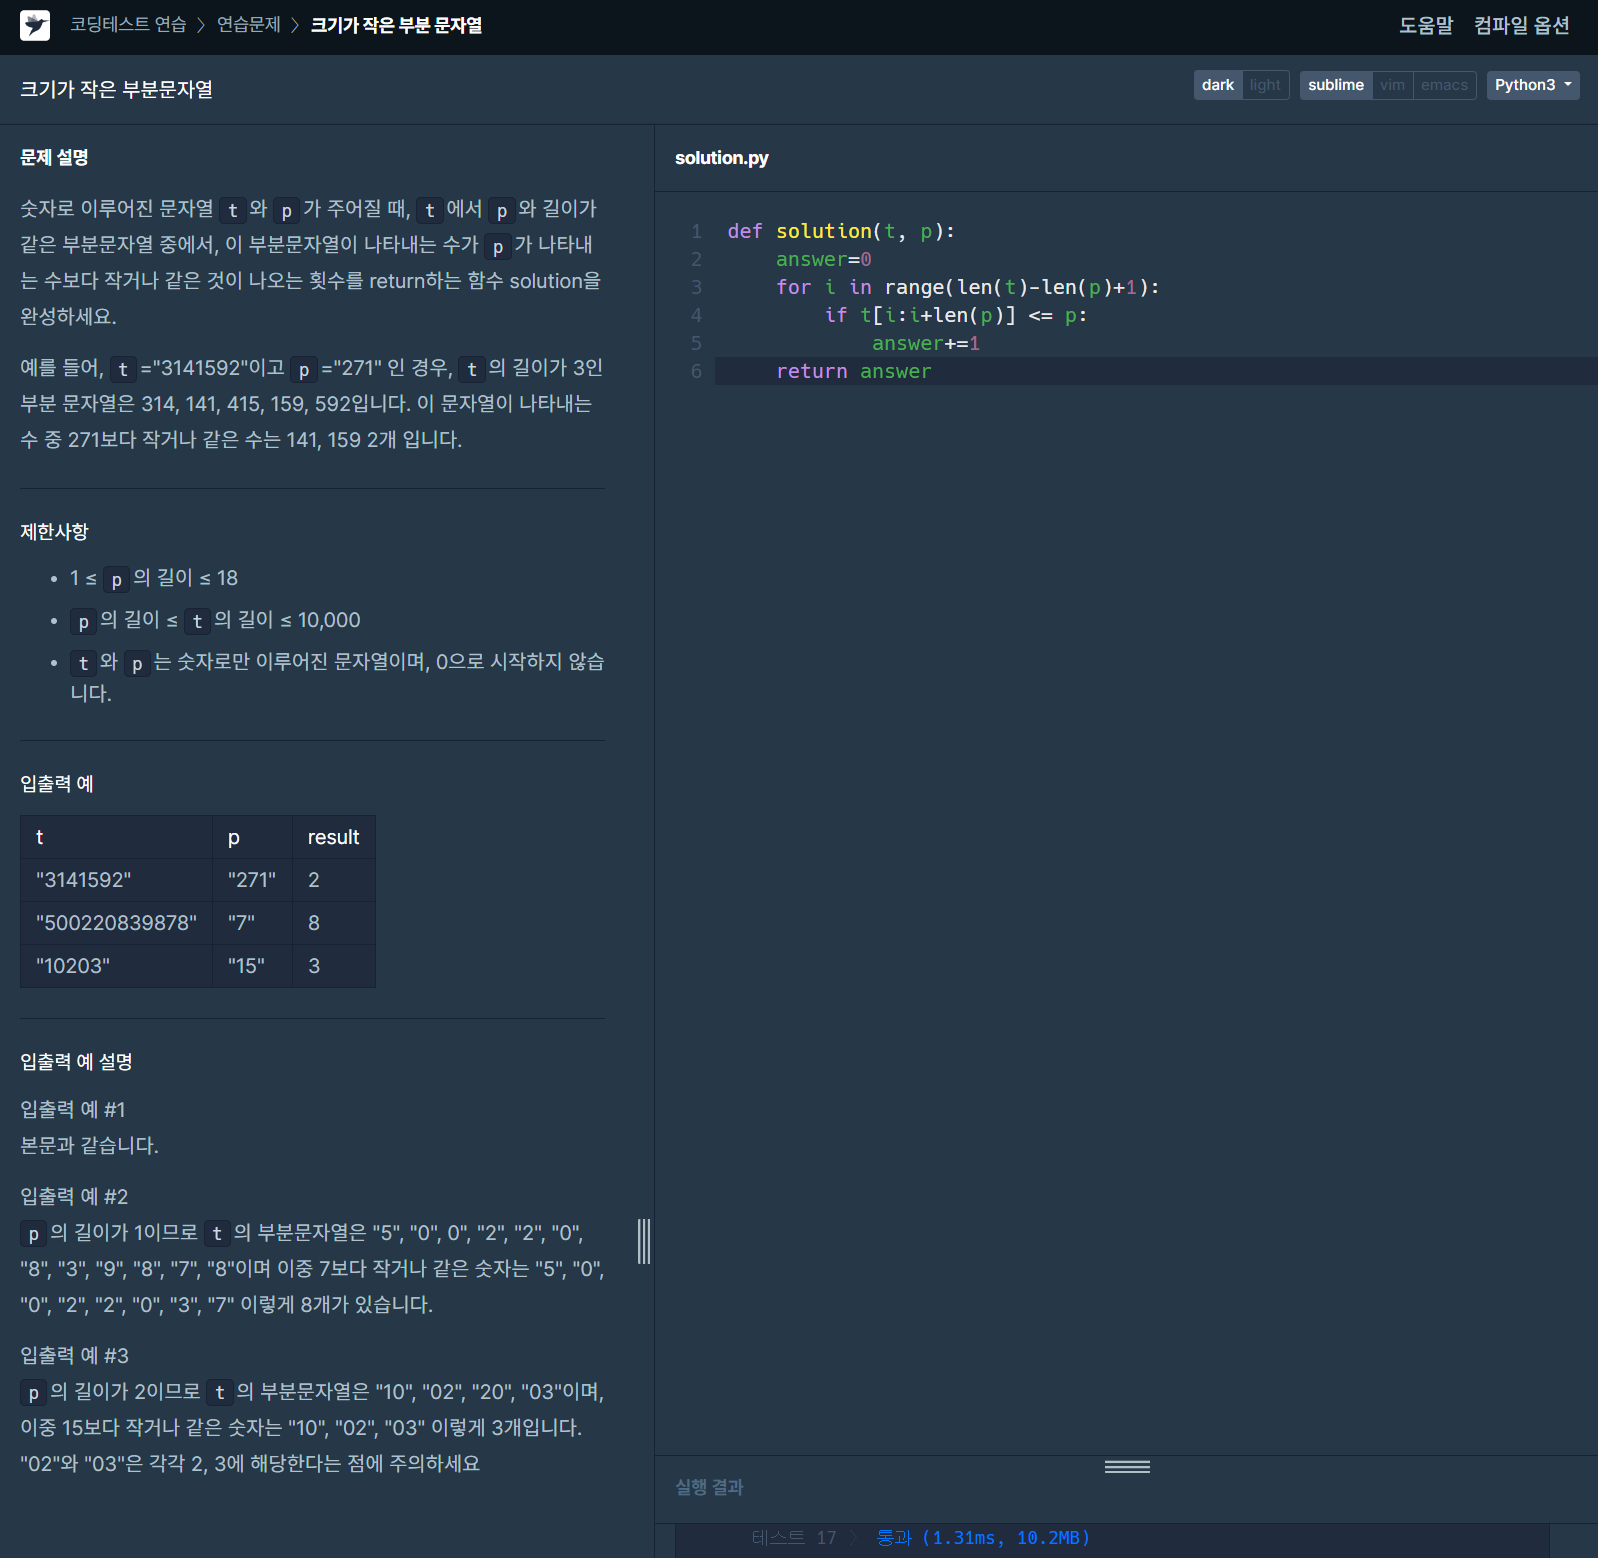 코딩테스트 연습 > 연습문제 > 크기가 작은 부분 문자열
도움말 컴파일 옵션
크기가 작은 부분문자열
dark light sublime vim emacs Python3
문제 설명
숫자로 이루어진 문자열 t와 p가 주어질 때, t에서 p와 길이가
같은 부분문자열 중에서, 이 부분문자열이 나타내는 수가 p가 나타내
는 수보다 작거나 같은 것이 나오는 횟수를 return하는 함수 solution을
완성하세요.
예를 들어, t="3141592"이고 p="271" 인 경우, t의 길이가 3인
부분 문자열은 314, 141, 415, 159, 592입니다. 이 문자열이 나타내는
수 중 271보다 작거나 같은 수는 141, 159 2개 입니다.
제한사항
• 1 ≤ p의 길이 ≤ 18
• p의 길이 ≤ t의 길이 ≤ 10,000
• t와 p는 숫자로만 이루어진 문자열이며, 0으로 시작하지 않습
니다.
입출력 예
t p result
"3141592" "271" 2
"500220839878" "7" 8
"10203" "15" 3
입출력 예 설명
입출력 예 #1
본문과 같습니다.
입출력 예 #2
p의 길이가 1이므로 t의 부분문자열은 "5", "0", 0", "2", "2", "0",
"8", "3", "9", "8", "7", "8"이며 이중 7보다 작거나 같은 숫자는 "5", "0",
"0", "2", "2", "0", "3", "7" 이렇게 8개가 있습니다.
입출력 예 #3
p의 길이가 2이므로 t의 부분문자열은 "10", "02", "20", "03"이며,
이중 15보다 작거나 같은 숫자는 "10", "02", "03" 이렇게 3개입니다.
"02"와 "03"은 각각 2, 3에 해당한다는 점에 주의하세요
solution.py
1 def solution(t, p):
2     answer=0
3     for i in range(len(t)-len(p)+1):
4         if t[i:i+len(p)] <= p:
5             answer+=1
6     return answer
실행 결과
테스트 17 > 통과 (1.31ms, 10.2MB)